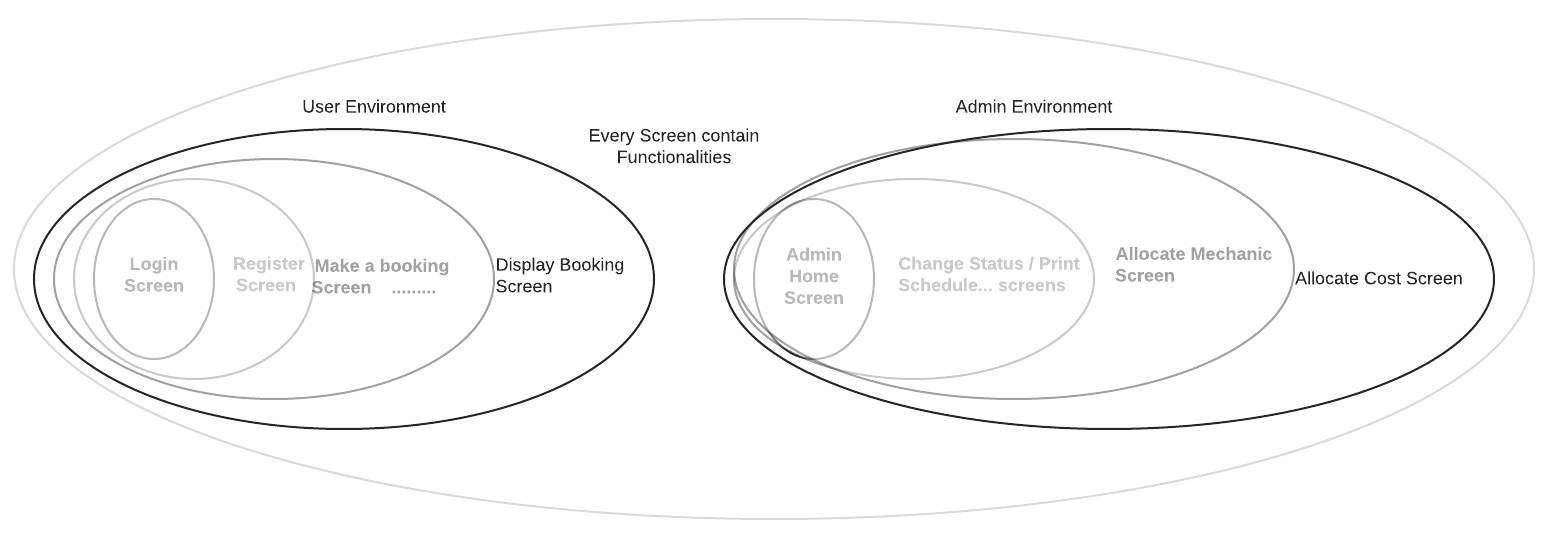 User Environment
Admin Environment
Every Screen contain
Functionalities
Login
Screen
Register
Screen
Make a booking
Screen .........
Display Booking
Screen
Admin
Home
Screen
Change Status / Print
Schedule... screens
Allocate Mechanic
Screen
Allocate Cost Screen